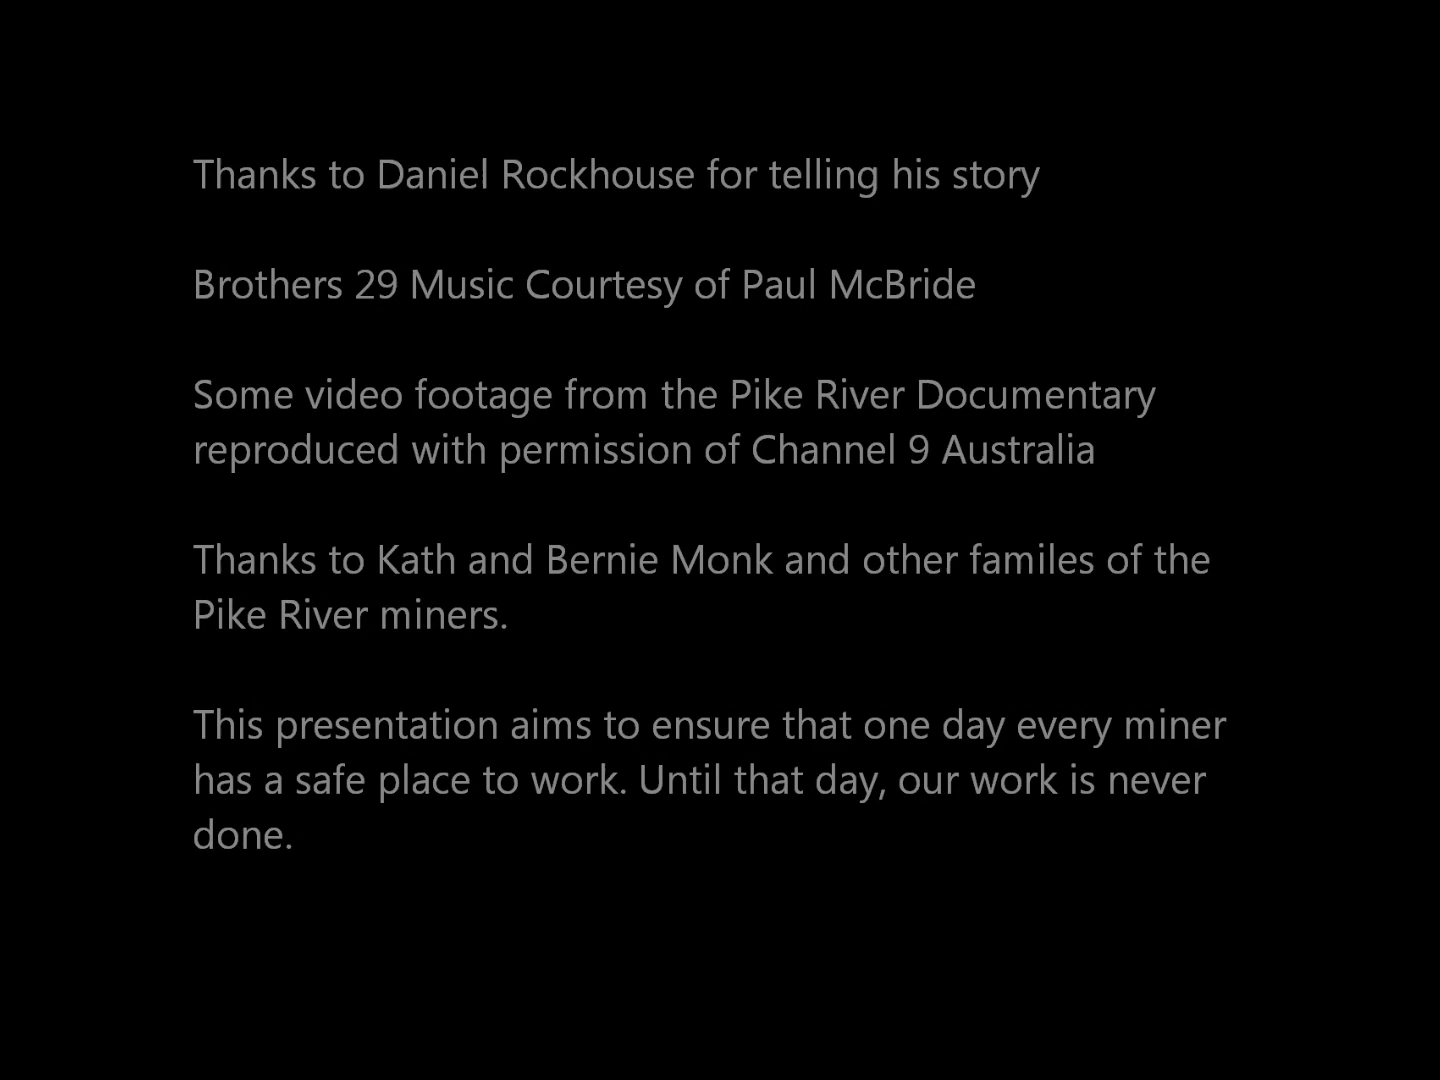 Thanks to Daniel Rockhouse for telling his story
Brothers 29 Music Courtesy of Paul McBride
Some video footage from the Pike River Documentary
reproduced with permission of Channel 9 Australia
Thanks to Kath and Bernie Monk and other familes of the
Pike River miners.
This presentation aims to ensure that one day every miner
has a safe place to work. Until that day, our work is never
done.